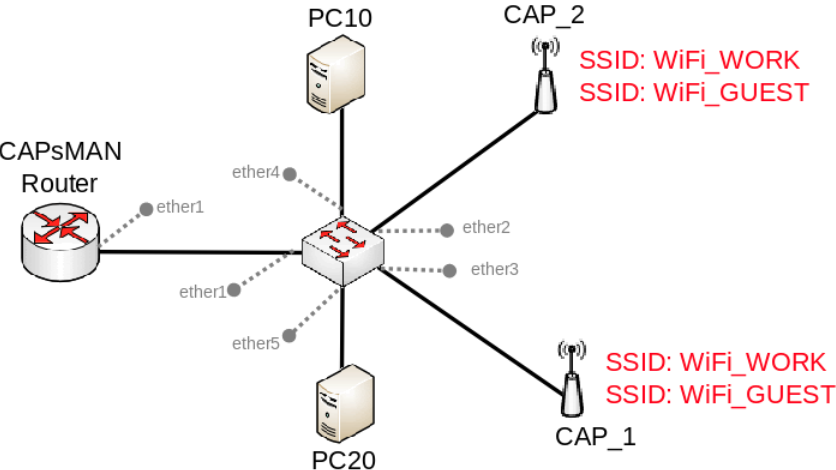 PC10
CAP_2
SSID: WiFi_WORK
SSID: WiFi_GUEST
CAPsMAN
Router
ether4
ether1
ether2
ether3
ether1
ether5
SSID: WiFi_WORK
SSID: WiFi_GUEST
CAP_1
PC20